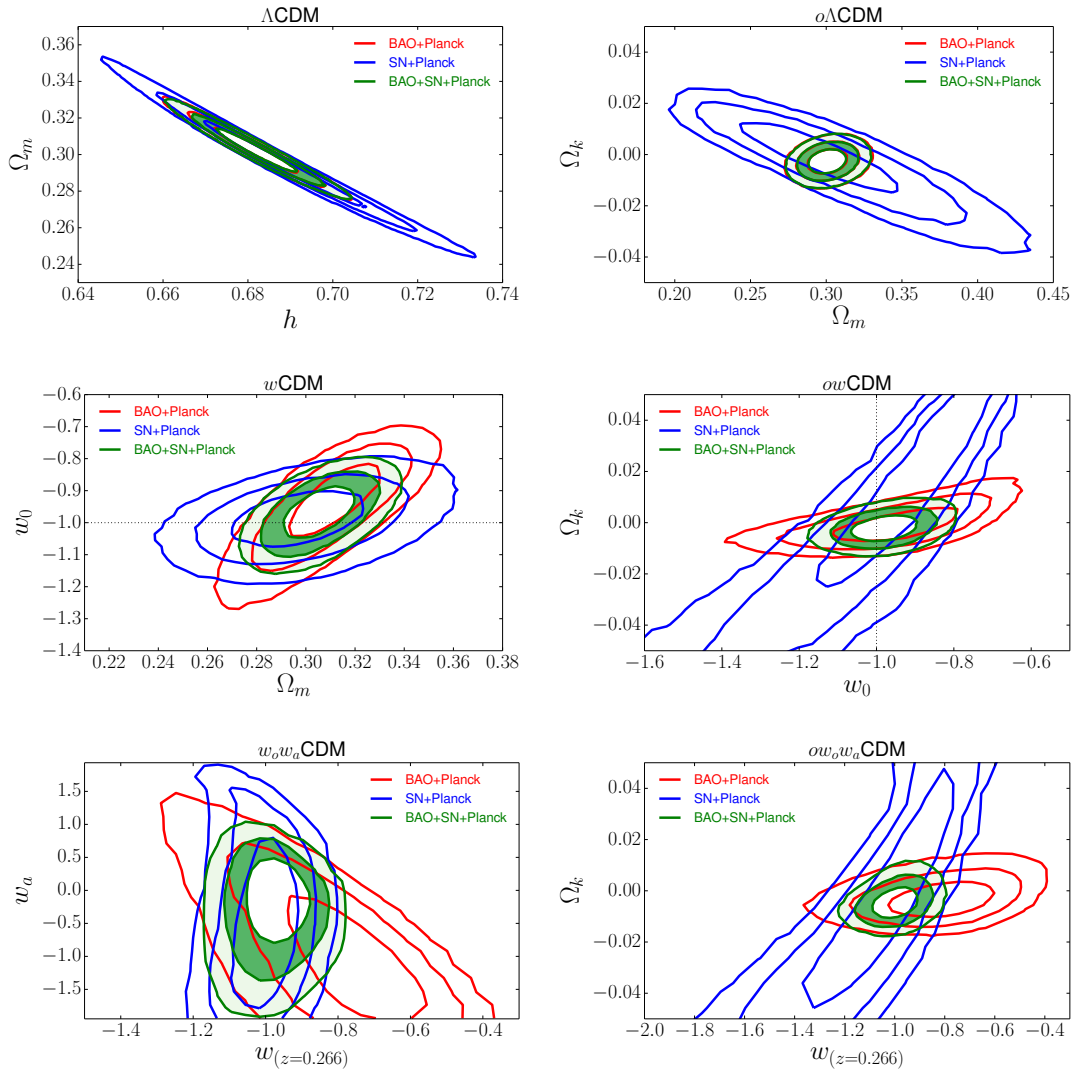 ΛCDM
BAO+Planck
SN+Planck
BAO+SN+Planck
0.36
0.34
0.32
0.30
0.28
0.26
0.24
Ωm
0.64 0.66 0.68 0.70 0.72 0.74
h
oΛCDM
BAO+Planck
SN+Planck
BAO+SN+Planck
0.04
0.02
0.00
−0.02
−0.04
Ωk
0.20 0.25 0.30 0.35 0.40 0.45
Ωm
wCDM
BAO+Planck
SN+Planck
BAO+SN+Planck
−0.6
−0.7
−0.8
−0.9
−1.0
−1.1
−1.2
−1.3
−1.4
w0
0.22 0.24 0.26 0.28 0.30 0.32 0.34 0.36 0.38
Ωm
owCDM
BAO+Planck
SN+Planck
BAO+SN+Planck
0.04
0.02
0.00
−0.02
−0.04
Ωk
−1.6 −1.4 −1.2 −1.0 −0.8 −0.6
w0
wowaCDM
BAO+Planck
SN+Planck
BAO+SN+Planck
1.5
1.0
0.5
0.0
−0.5
−1.0
−1.5
wa
−1.4 −1.2 −1.0 −0.8 −0.6 −0.4
w(z=0.266)
owowaCDM
BAO+Planck
SN+Planck
BAO+SN+Planck
0.04
0.02
0.00
−0.02
−0.04
Ωk
−2.0 −1.8 −1.6 −1.4 −1.2 −1.0 −0.8 −0.6 −0.4
w(z=0.266)